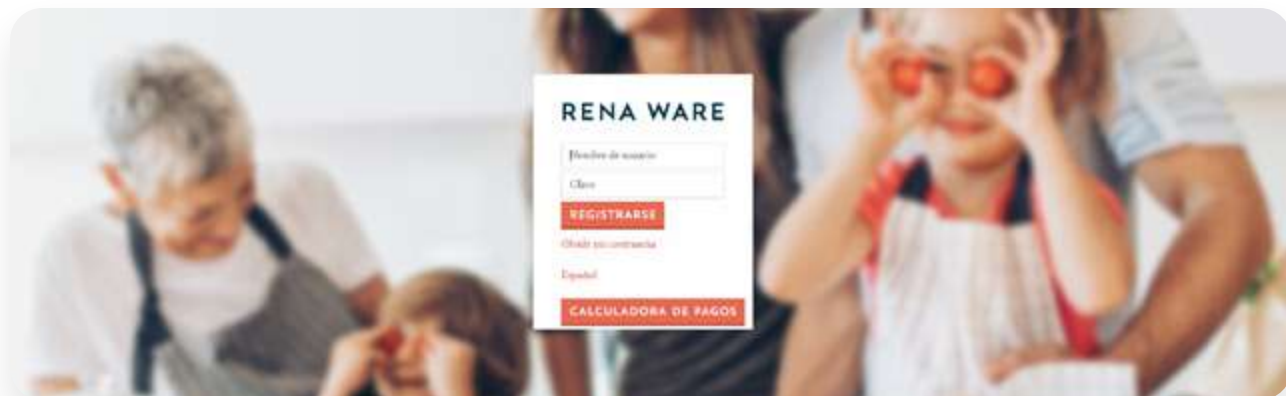 RENA WARE
Nombre de usuario
Clave
REGISTRARSE
Olvidé mi contraseña
Español
CALCULADORA DE PAGOS